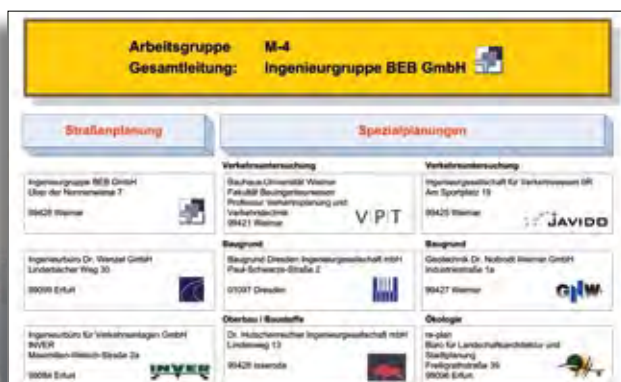 Arbeitsgruppe M-4
Gesamtleitung: Ingenieurgruppe BEB GmbH
Straßenplanung
Spezialplanungen
Ingenieurgruppe BEB GmbH
Über der Nonnenwiese 7
99428 Weimar
Verkehrsuntersuchung
Bauhaus-Universität Weimar
Fakultät Bauingenieurwesen
Professur Verkehrsplanung und
Verkehrstechnik
99421 Weimar
VPT
Verkehrsuntersuchung
Ingenieurgesellschaft für Verkehrswesen
Am Sportplatz 19
99425 Weimar
JAVIDO
Ingenieurbüro Dr. Wenzel GmbH
Linderbacher Weg 30
99099 Erfurt
Baugrund
Baugrund Dresden Ingenieurgesellschaft mbH
Paul-Schwarze-Straße 2
01097 Dresden
Baugrund
Geotechnik Dr. Nottrodt Weimar GmbH
Industriestraße 1a
99427 Weimar
GNW
Ingenieurbüro für Verkehrsanlagen GmbH
INVER
Maximilian-Welsch-Straße 2a
99084 Erfurt
INVER
Oberbau / Baustoffe
Dr. Hutschenreuther Ingenieurgesellschaft mbH
Lindenweg 13
99428 Isseroda
Ökologie
re-plan
Büro für Landschaftsarchitektur und
Stadtplanung
Freiligrathstraße
99096 Erfurt